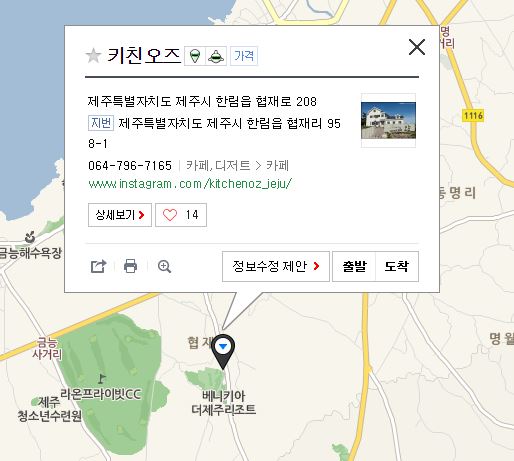 키친오즈 가격
제주특별자치도 제주시 한림읍 협재로 208
지번 제주특별자치도 제주시 한림읍 협재리 95
8-1
064-796-7165 | 카페,디저트 > 카페
www.instagram.com/kitchenoz_jeju/
상세보기 > 14
정보수정 제안 > 출발 도착
사거리
1116
동명리
금능해수욕장
금능
사거리
협재
명월
리온프라이빗CC
제주
청소년수련원
베니키아
더제주리조트